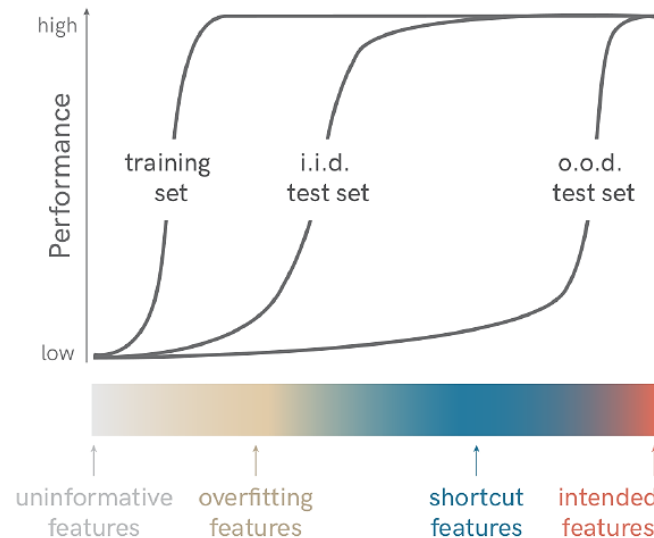 high
Performance
low
training
set
i.i.d.
test set
o.o.d.
test set
uninformative
features
overfitting
features
shortcut
features
intended
features